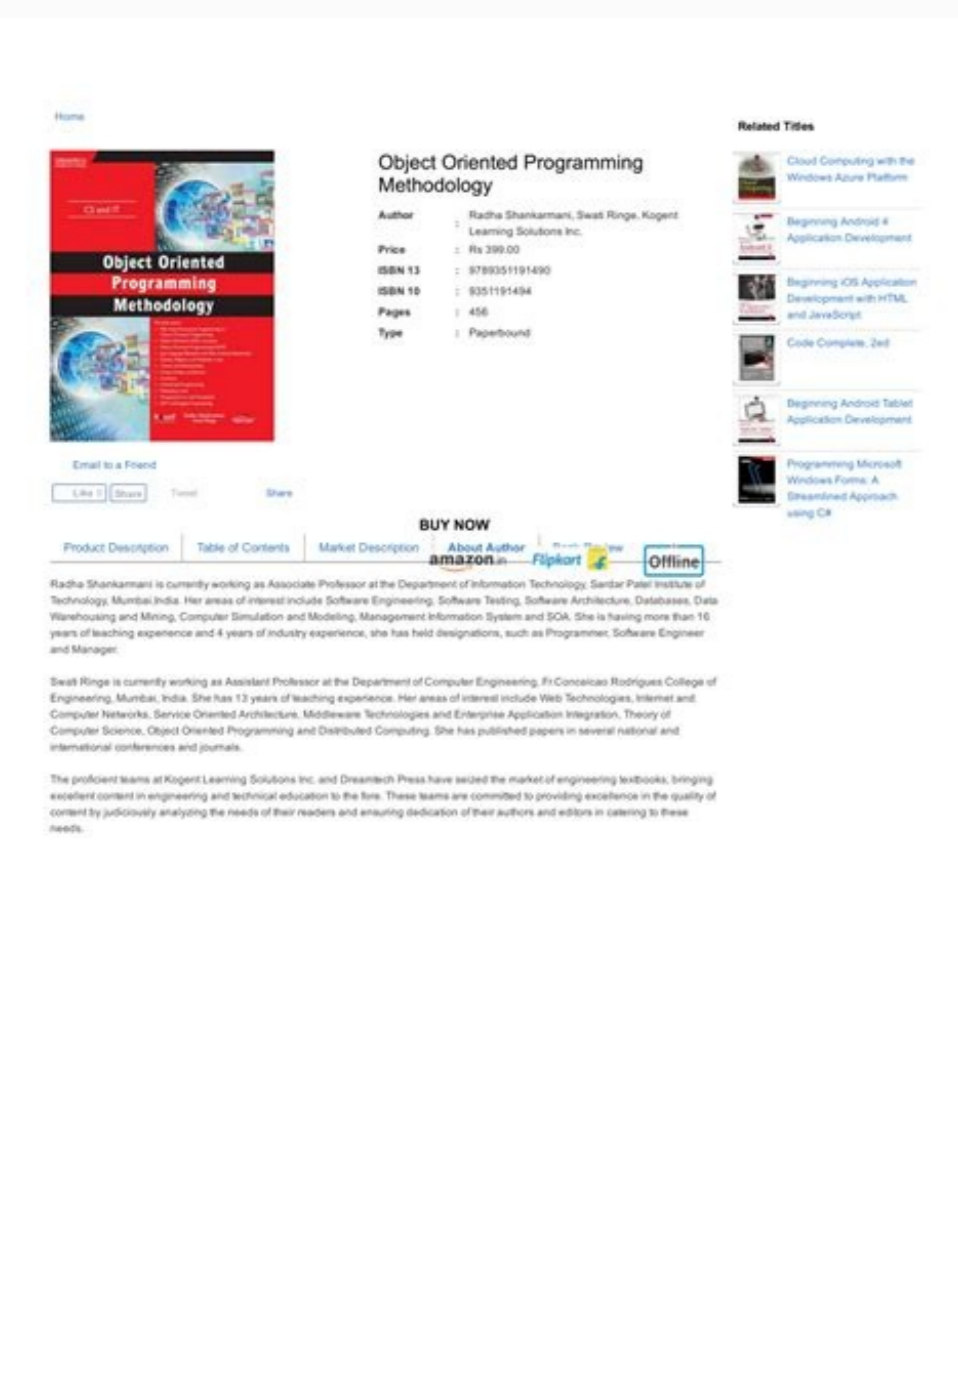 Home
CS and IT
Object Oriented
Programming
Methodology
Email to a Friend
Like
Share
Tweet
Share
Object Oriented Programming
Methodology
Author : Radha Shankarmani, Swati Ringe, Kogent
Learning Solutions Inc.
Price : Rs 399.00
ISBN 13 : 9789351191490
ISBN 10 : 9351191494
Pages : 456
Type : Paperbound
Related Titles
Cloud Computing with the
Windows Azure Platform
Beginning Android 4
Application Development
Beginning iOS Application
Development with HTML
and JavaScript
Code Complete, 2ed
Beginning Android Tablet
Application Development
Programming Microsoft
Windows Forms: A
Streamlined Approach
using C#
BUY NOW
Product Description
Table of Contents
Market Description
About Author
amazon.in
Flipkart
Offline
Radha Shankarmani is currently working as Associate Professor at the Department of Information Technology, Sardar Patel Institute of
Technology, Mumbai,India. Her areas of interest include Software Engineering, Software Testing, Software Architecture, Databases, Data
Warehousing and Mining, Computer Simulation and Modeling, Management Information System and SOA. She is having more than 16
years of teaching experience and 4 years of industry experience, she has held designations, such as Programmer, Software Engineer
and Manager.
Swati Ringe is currently working as Assistant Professor at the Department of Computer Engineering, Fr.Conceicao Rodrigues College of
Engineering, Mumbai, India. She has 13 years of teaching experience. Her areas of interest include Web Technologies, Internet and
Computer Networks, Service Oriented Architecture, Middleware Technologies and Enterprise Application Integration, Theory of
Computer Science, Object Oriented Programming and Distributed Computing. She has published papers in several national and
international conferences and journals.
The proficient teams at Kogent Learning Solutions Inc. and Dreamtech Press have seized the market of engineering textbooks, bringing
excellent content in engineering and technical education to the fore. These teams are committed to providing excellence in the quality of
content by judiciously analyzing the needs of their readers and ensuring dedication of their authors and editors in catering to these
needs.